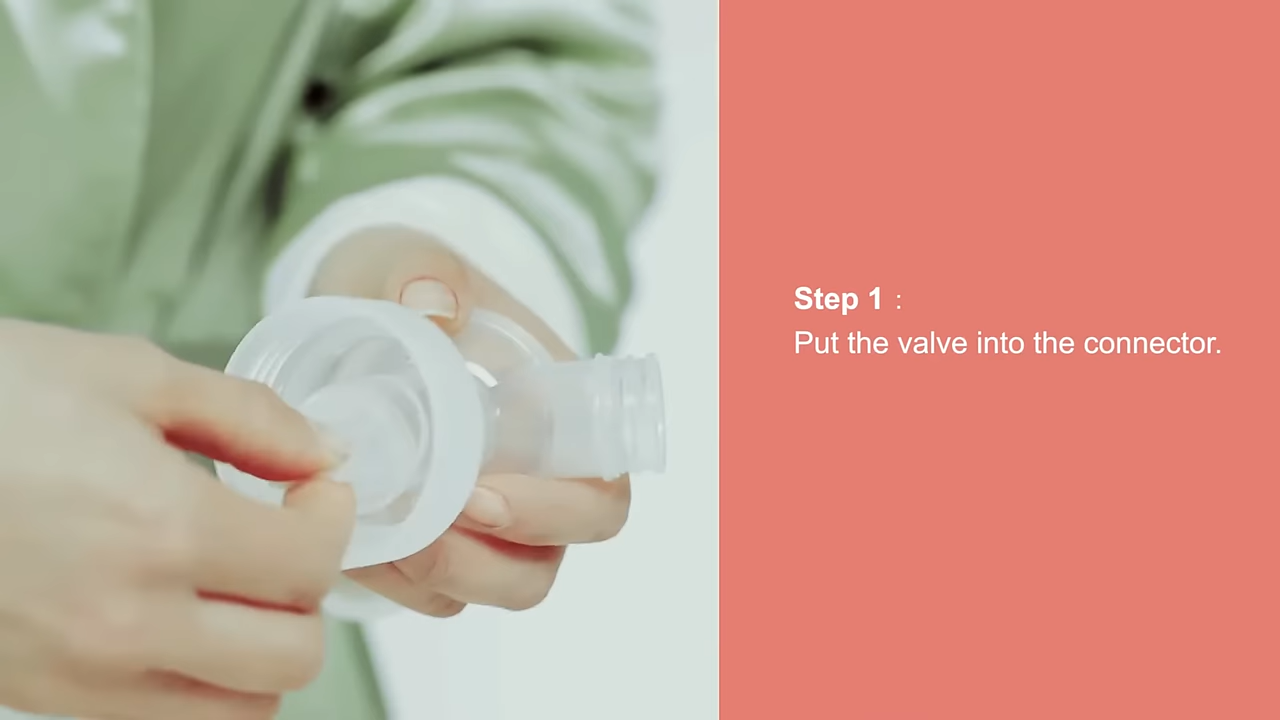 Step 1 :
Put the valve into the connector.